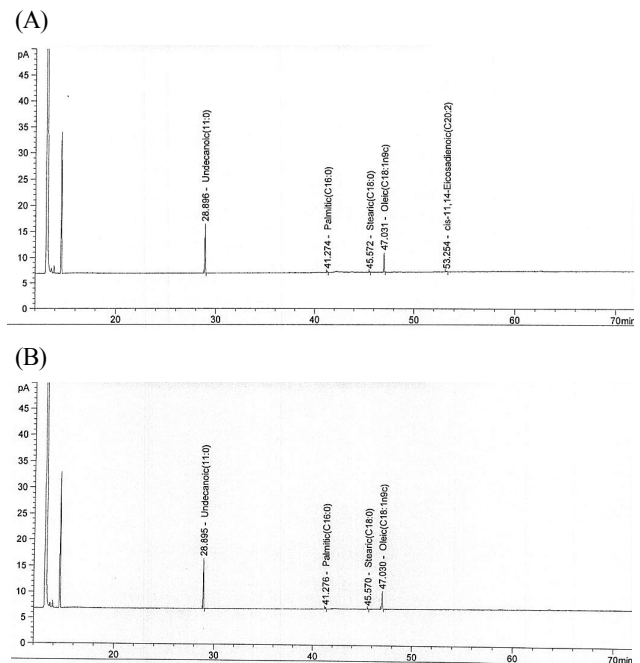 (A)
pA
45
40
35
30
25
20
15
10
5
0
28.896 - Undecanoic(11:0)
41.274 - Palmitic(C16:0)
45.572 - Stearic(C18:0)
47.031 - Oleic(C18:1n9c)
53.254 - cis-11,14-Eicosadienoic(C20:2)
20 30 40 50 60 70min
(B)
pA
45
40
35
30
25
20
15
10
5
0
28.895 - Undecanoic(11:0)
41.276 - Palmitic(C16:0)
45.570 - Stearic(C18:0)
47.030 - Oleic(C18:1n9c)
20 30 40 50 60 70min